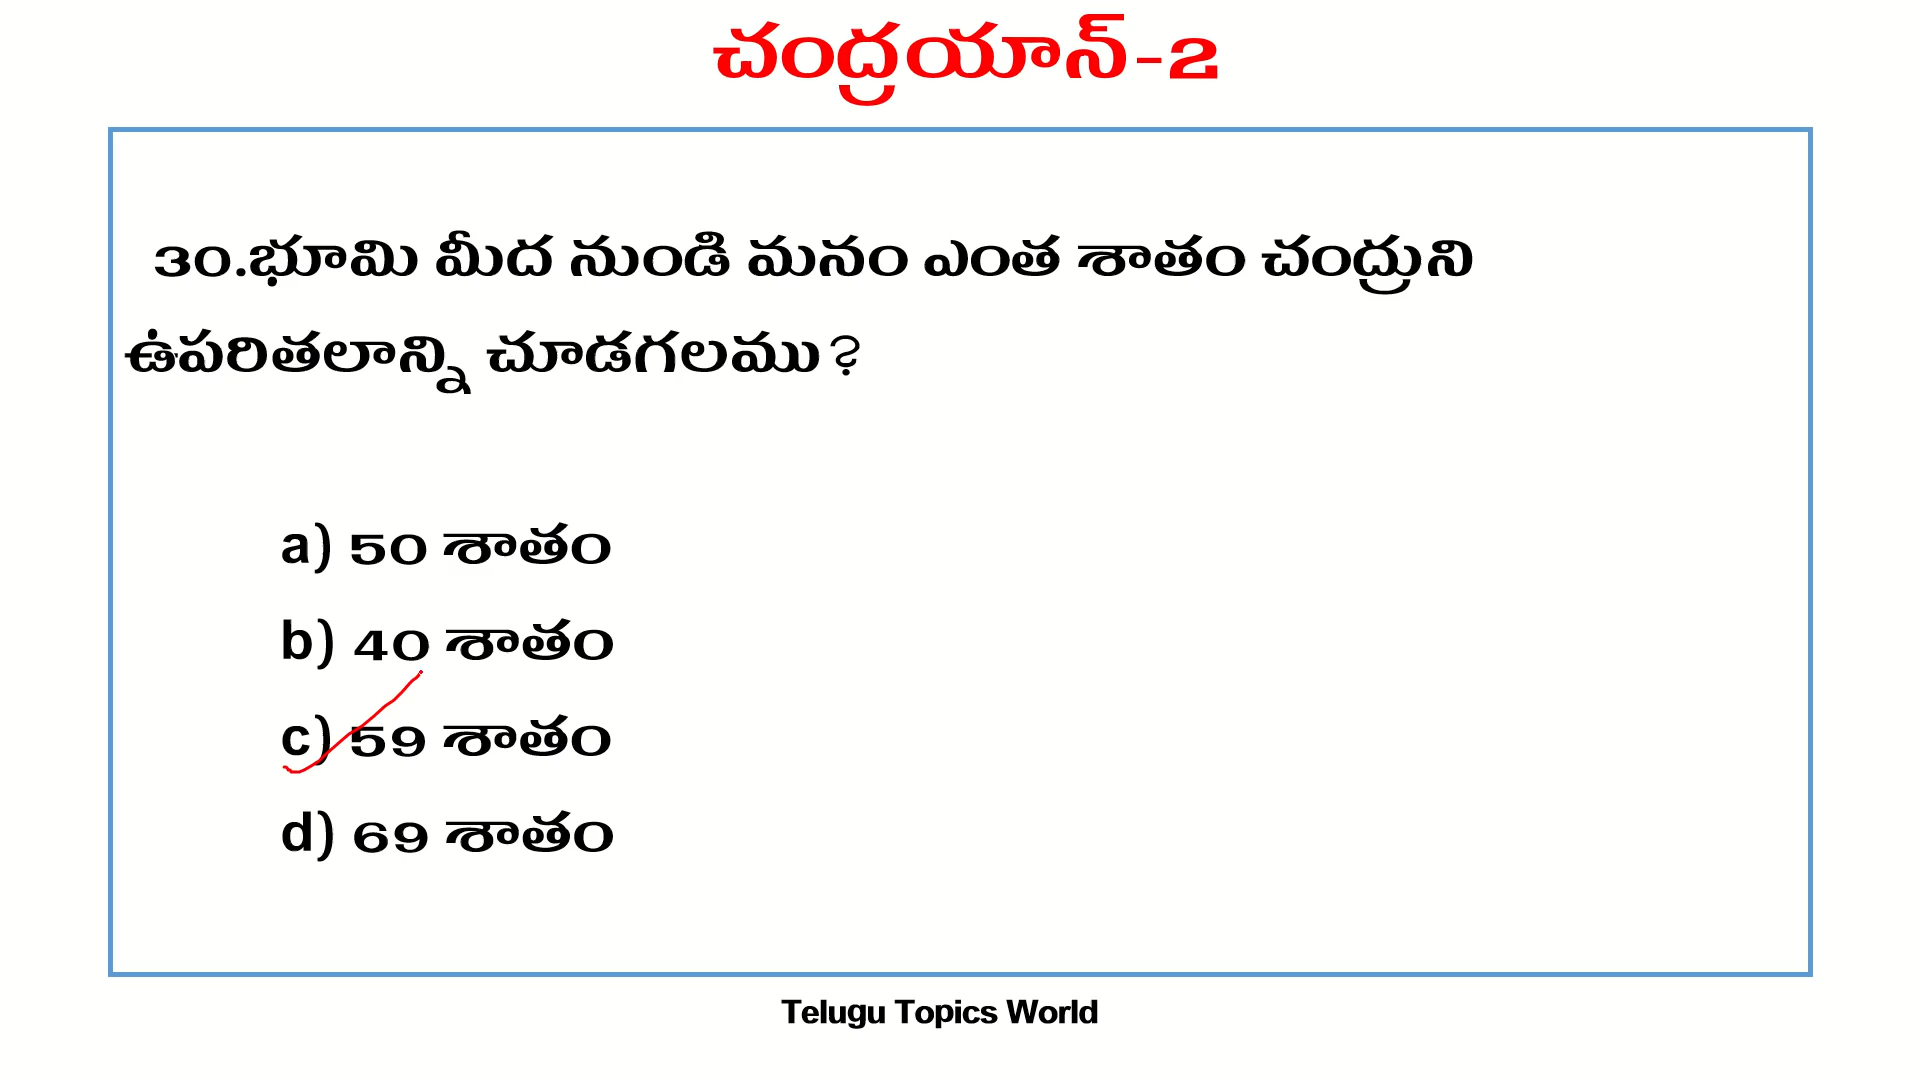 చంద్రయాన్-2
30.భూమి మీద నుండి మనం ఎంత శాతం చంద్రుని
ఉపరితలాన్ని చూడగలము?
a) 50 శాతం
b) 40 శాతం
c) 59 శాతం
d) 69 శాతం
Telugu Topics World